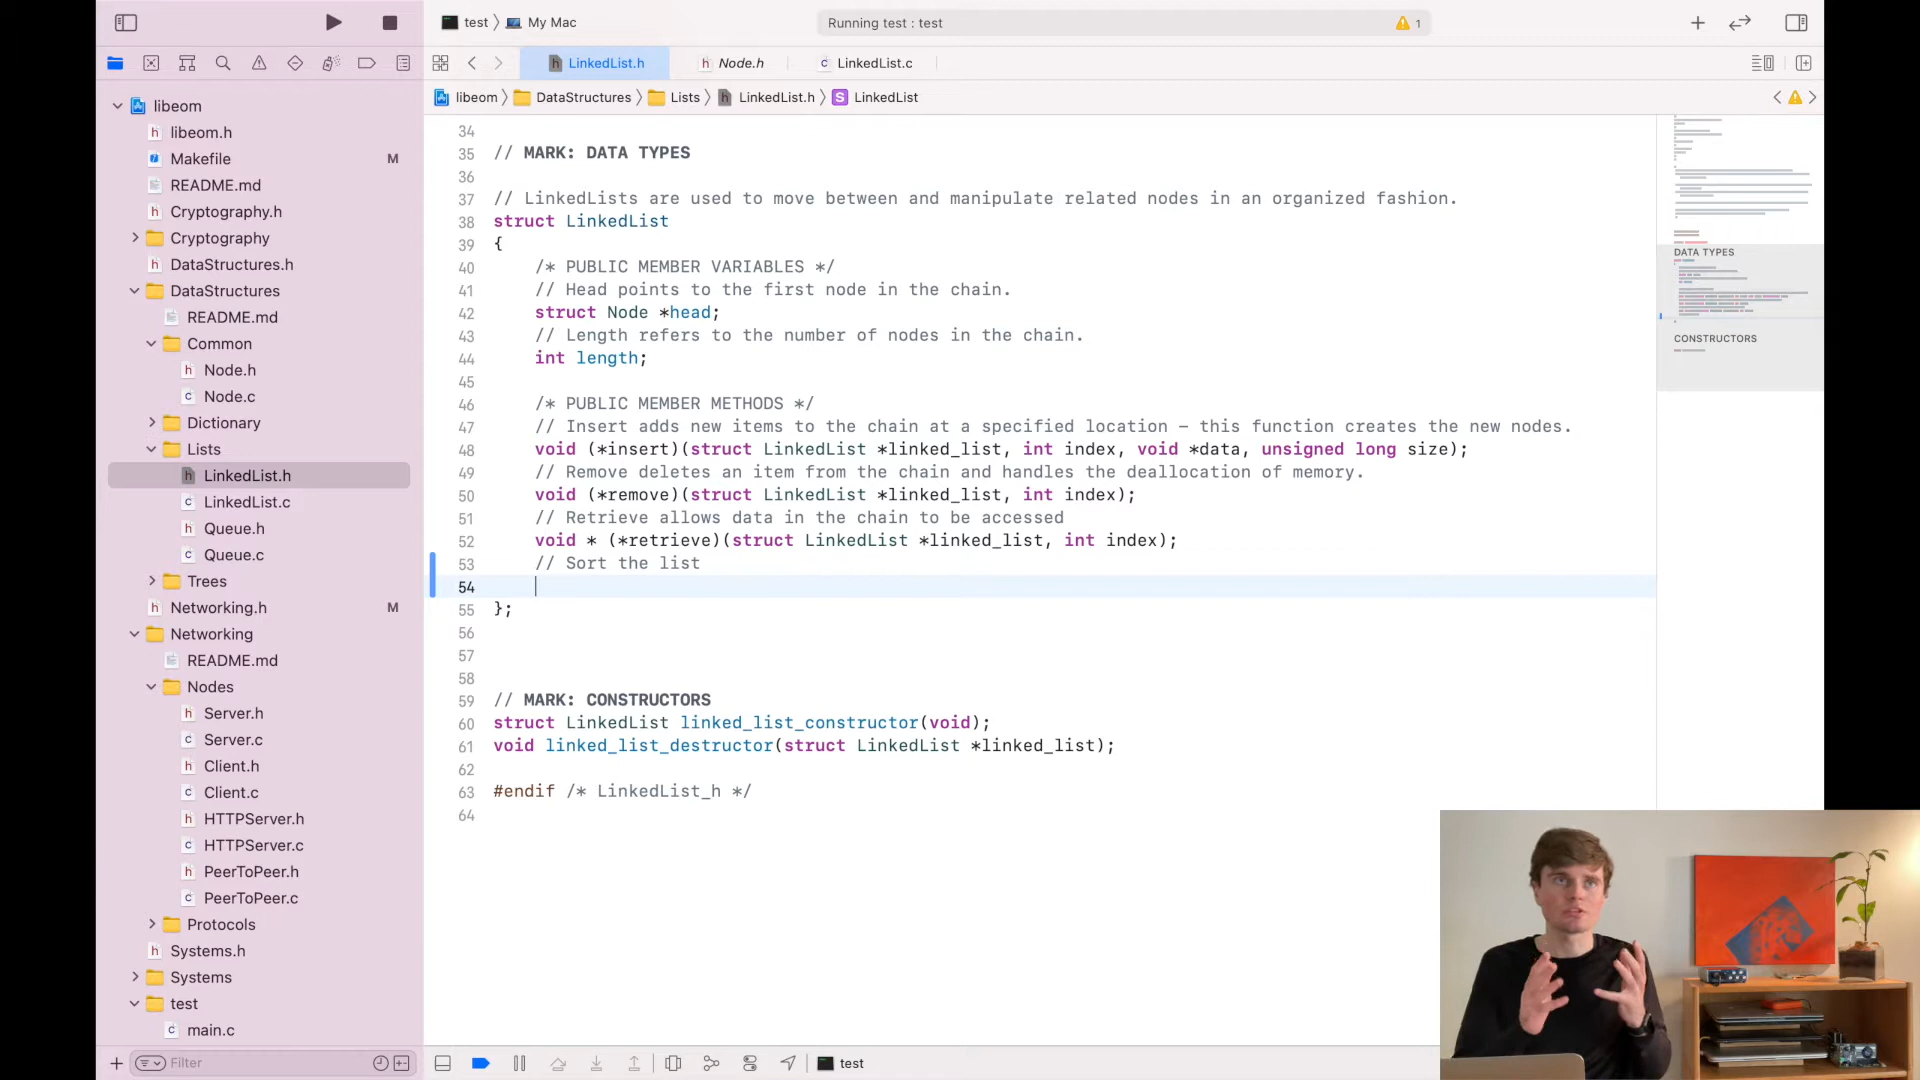 test
My Mac
Running test : test
1
LinkedList.h
Node.h
LinkedList.c
libeom
DataStructures
Lists
LinkedList.h
LinkedList
libeom
libeom.h
Makefile
M
README.md
Cryptography.h
Cryptography
DataStructures.h
DataStructures
README.md
Common
Node.h
Node.c
Dictionary
Lists
LinkedList.h
LinkedList.c
Queue.h
Queue.c
Trees
Networking.h
M
Networking
README.md
Nodes
Server.h
Server.c
Client.h
Client.c
HTTPServer.h
HTTPServer.c
PeerToPeer.h
PeerToPeer.c
Protocols
Systems.h
Systems
test
main.c
Filter
34
35 // MARK: DATA TYPES
36
37 // LinkedLists are used to move between and manipulate related nodes in an organized fashion.
38 struct LinkedList
39 {
40 /* PUBLIC MEMBER VARIABLES */
41 // Head points to the first node in the chain.
42 struct Node *head;
43 // Length refers to the number of nodes in the chain.
44 int length;
45
46 /* PUBLIC MEMBER METHODS */
47 // Insert adds new items to the chain at a specified location – this function creates the new nodes.
48 void (*insert)(struct LinkedList *linked_list, int index, void *data, unsigned long size);
49 // Remove deletes an item from the chain and handles the deallocation of memory.
50 void (*remove)(struct LinkedList *linked_list, int index);
51 // Retrieve allows data in the chain to be accessed
52 void * (*retrieve)(struct LinkedList *linked_list, int index);
53 // Sort the list
54
55 };
56
57
58
59 // MARK: CONSTRUCTORS
60 struct LinkedList linked_list_constructor(void);
61 void linked_list_destructor(struct LinkedList *linked_list);
62
63 #endif /* LinkedList_h */
64
DATA TYPES
CONSTRUCTORS
test